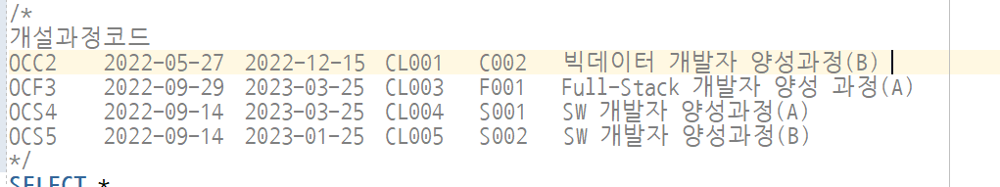 /*
개설과정코드
OCC2 2022-05-27 2022-12-15 CL001 C002 빅데이터 개발자 양성과정(B)
OCF3 2022-09-29 2023-03-25 CL003 F001 Full-Stack 개발자 양성 과정(A)
OCS4 2022-09-14 2023-03-25 CL004 S001 SW 개발자 양성과정(A)
OCS5 2022-09-14 2023-01-25 CL005 S002 SW 개발자 양성과정(B)
*/
SELECT *